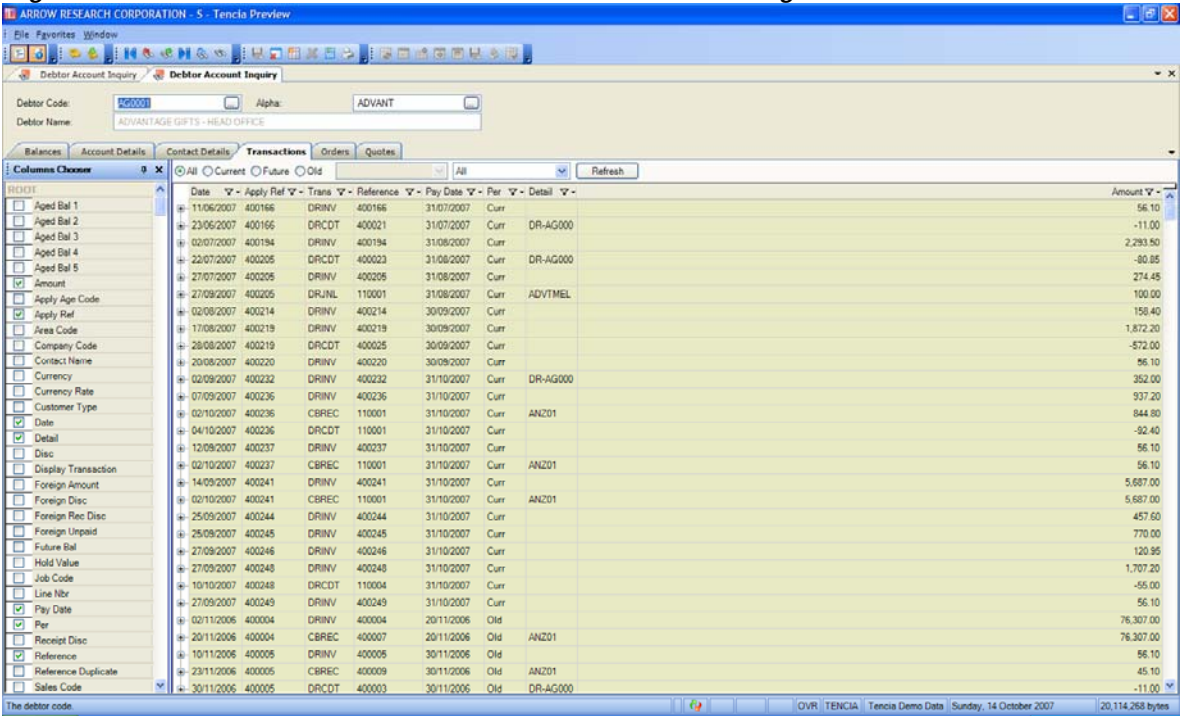 ARROW RESEARCH CORPORATION - S - Tencia Preview
File Favorites Window
Debtor Account Inquiry Debtor Account Inquiry
Debtor Code: AG0001 Alpha: ADVANT
Debtor Name: ADVANTAGE GIFTS - HEAD OFFICE
Balances Account Details Contact Details Transactions Orders Quotes
Columns Chooser All Current Future Old All Refresh
ROOT
Aged Bal 1
Aged Bal 2
Aged Bal 3
Aged Bal 4
Aged Bal 5
Amount
Apply Age Code
Apply Ref
Area Code
Company Code
Contact Name
Currency
Currency Rate
Customer Type
Date
Detail
Disc
Display Transaction
Foreign Amount
Foreign Disc
Foreign Rec Disc
Foreign Unpaid
Future Bal
Hold Value
Job Code
Line Nbr
Pay Date
Per
Receipt Disc
Reference
Reference Duplicate
Sales Code
Date Apply Ref Trans Reference Pay Date Per Detail Amount
11/06/2007 400166 DRINV 400166 31/07/2007 Curr 56.10
23/06/2007 400166 DRCDT 400021 31/07/2007 Curr DR-AG000 -11.00
02/07/2007 400194 DRINV 400194 31/08/2007 Curr 2,293.50
22/07/2007 400205 DRCDT 400023 31/08/2007 Curr DR-AG000 -80.85
27/07/2007 400205 DRINV 400205 31/08/2007 Curr 274.45
27/09/2007 400205 DRJNL 110001 31/08/2007 Curr ADVTMEL 100.00
02/08/2007 400214 DRINV 400214 30/09/2007 Curr 158.40
17/08/2007 400219 DRINV 400219 30/09/2007 Curr 1,872.20
28/08/2007 400219 DRCDT 400025 30/09/2007 Curr -572.00
20/08/2007 400220 DRINV 400220 30/09/2007 Curr 56.10
02/09/2007 400232 DRINV 400232 31/10/2007 Curr DR-AG000 352.00
07/09/2007 400236 DRINV 400236 31/10/2007 Curr 937.20
02/10/2007 400236 CBREC 110001 31/10/2007 Curr ANZ01 844.80
04/10/2007 400236 DRCDT 110001 31/10/2007 Curr -92.40
12/09/2007 400237 DRINV 400237 31/10/2007 Curr 56.10
02/10/2007 400237 CBREC 110001 31/10/2007 Curr ANZ01 56.10
14/09/2007 400241 DRINV 400241 31/10/2007 Curr 5,687.00
02/10/2007 400241 CBREC 110001 31/10/2007 Curr ANZ01 5,687.00
25/09/2007 400244 DRINV 400244 31/10/2007 Curr 457.60
25/09/2007 400245 DRINV 400245 31/10/2007 Curr 770.00
27/09/2007 400246 DRINV 400246 31/10/2007 Curr 120.95
27/09/2007 400248 DRINV 400248 31/10/2007 Curr 1,707.20
10/10/2007 400248 DRCDT 110004 31/10/2007 Curr -55.00
27/09/2007 400249 DRINV 400249 31/10/2007 Curr 56.10
02/11/2006 400004 DRINV 400004 20/11/2006 Old 76,307.00
20/11/2006 400004 CBREC 400007 20/11/2006 Old ANZ01 76,307.00
10/11/2006 400005 DRINV 400005 30/11/2006 Old 56.10
23/11/2006 400005 CBREC 400009 30/11/2006 Old ANZ01 45.10
30/11/2006 400005 DRCDT 400003 30/11/2006 Old DR-AG000 -11.00
The debtor code. OVR TENCIA Tencia Demo Data Sunday, 14 October 2007 20,114,268 bytes